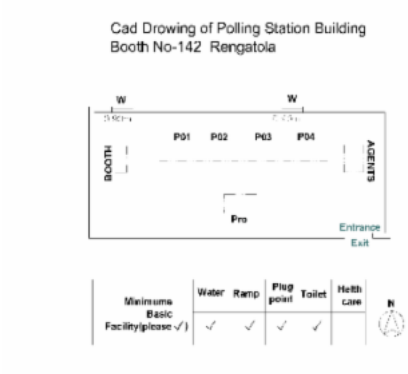 Cad Drowing of Polling Station Building
Booth No-142 Rengatola
W W
P01 P02 P03 P04
BOOTH
AGENTS
Pro
Entrance
Exit
Minimums Basic Facility(please ✓)
Water Ramp Plug point Toilet Helth care
✓ ✓ ✓ ✓
N